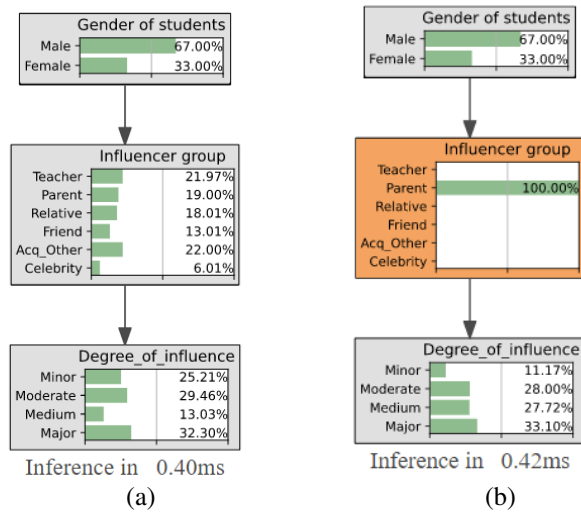 Gender of students
Male 67.00%
Female 33.00%
Influencer group
Teacher 21.97%
Parent 19.00%
Relative 18.01%
Friend 13.01%
Acq_Other 22.00%
Celebrity 6.01%
Degree_of_influence
Minor 25.21%
Moderate 29.46%
Medium 13.03%
Major 32.30%
Inference in 0.40ms
(a)
Gender of students
Male 67.00%
Female 33.00%
Influencer group
Teacher
Parent 100.00%
Relative
Friend
Acq_Other
Celebrity
Degree_of_influence
Minor 11.17%
Moderate 28.00%
Medium 27.72%
Major 33.10%
Inference in 0.42ms
(b)